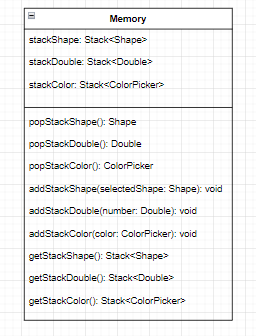 Memory
stackShape: Stack<Shape>
stackDouble: Stack<Double>
stackColor: Stack<ColorPicker>
popStackShape(): Shape
popStackDouble(): Double
popStackColor(): ColorPicker
addStackShape(selectedShape: Shape): void
addStackDouble(number: Double): void
addStackColor(color: ColorPicker): void
getStackShape(): Stack<Shape>
getStackDouble(): Stack<Double>
getStackColor(): Stack<ColorPicker>